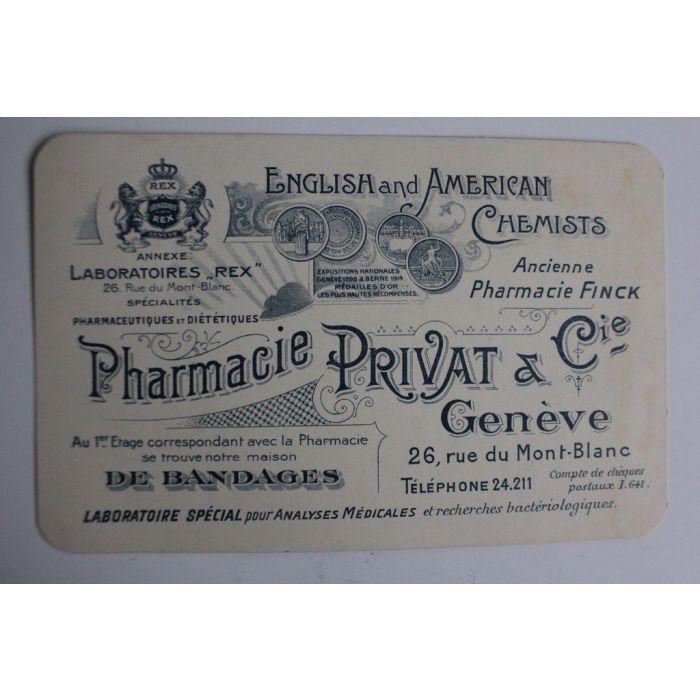 REX
REX
GENÈVE
ANNEXE:
LABORATOIRES „REX"
26. Rue du Mont-Blanc.
SPÉCIALITÉS
PHARMACEUTIQUES ET DIÉTÉTIQUES
ENGLISH and AMERICAN
CHEMISTS
EXPOSITIONS NATIONALES
GENÈVE 1896 & BERNE 1914
MÉDAILLES D'OR
LES PLUS HAUTES RÉCOMPENSES.
Ancienne
Pharmacie FINCK
Pharmacie PRIVAT & Cie
Genève
26, rue du Mont-Blanc
TÉLÉPHONE 24.211
Compte de chèques
postaux I.641.
Au 1er Etage correspondant avec la Pharmacie
se trouve notre maison
DE BANDAGES
LABORATOIRE SPÉCIAL pour ANALYSES MÉDICALES et recherches bactériologiques.